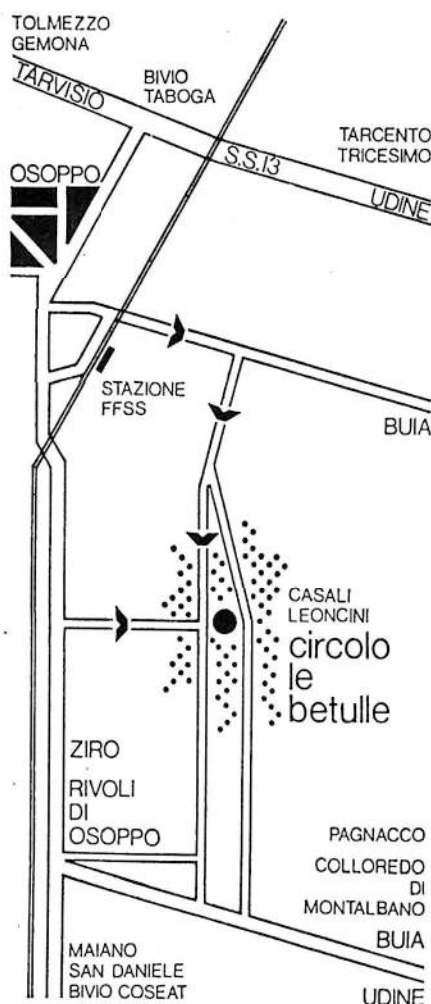 TOLMEZZO
GEMONA
TARVISIO
BIVIO
TABOGA
S.S.13
TARCENTO
TRICESIMO
UDINE
OSOPPO
STAZIONE
FFSS
BUIA
CASALI
LEONCINI
circolo
le
betulle
ZIRO
RIVOLI
DI
OSOPPO
PAGNACCO
COLLOREDO
DI
MONTALBANO
BUIA
MAIANO
SAN DANIELE
BIVIO COSEAT
UDINE